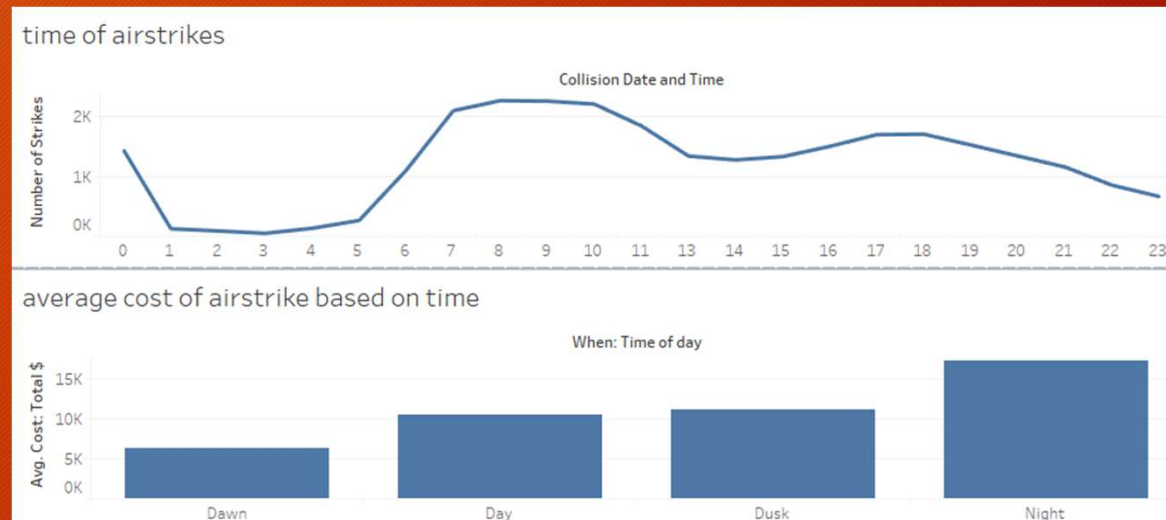 time of airstrikes
Collision Date and Time
Number of Strikes
2K
1K
0K
0 1 2 3 4 5 6 7 8 9 10 11 13 14 15 16 17 18 19 20 21 22 23
average cost of airstrike based on time
When: Time of day
Avg. Cost: Total $
15K
10K
5K
0K
Dawn Day Dusk Night